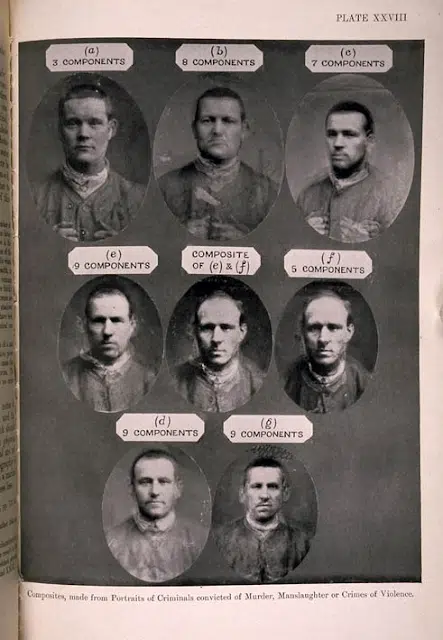 PLATE XXVIII
(a)
3 COMPONENTS
(b)
8 COMPONENTS
(c)
7 COMPONENTS
(e)
9 COMPONENTS
COMPOSITE
OF (e) & (f)
(f)
5 COMPONENTS
(d)
9 COMPONENTS
(g)
9 COMPONENTS
Composites, made from Portraits of Criminals convicted of Murder, Manslaughter or Crimes of Violence.